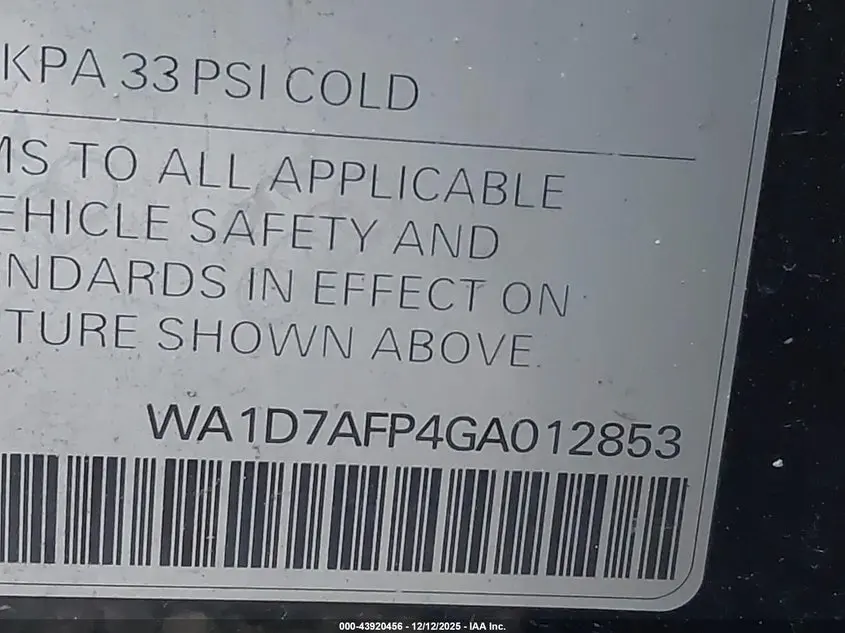 KPA 33 PSI COLD
MS TO ALL APPLICABLE
EHICLE SAFETY AND
NDARDS IN EFFECT ON
TURE SHOWN ABOVE.
WA1D7AFP4GA012853
000-43920456 - 12/12/2025 - IAA Inc.